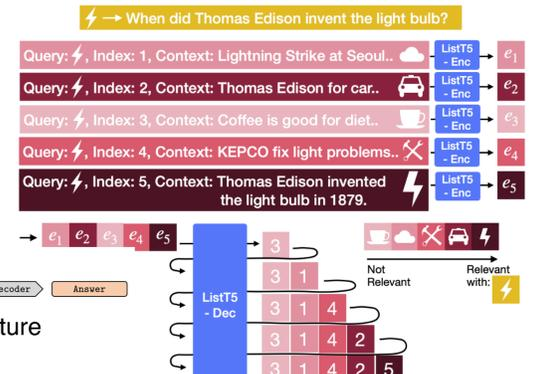 When did Thomas Edison invent the light bulb?
Query: , Index: 1, Context: Lightning Strike at Seoul..
ListT5
- Enc
e1
Query: , Index: 2, Context: Thomas Edison for car..
ListT5
- Enc
e2
Query: , Index: 3, Context: Coffee is good for diet..
ListT5
- Enc
e3
Query: , Index: 4, Context: KEPCO fix light problems..
ListT5
- Enc
e4
Query: , Index: 5, Context: Thomas Edison invented
the light bulb in 1879.
ListT5
- Enc
e5
e1 e2 e3 e4 e5
ListT5
- Dec
3
3 1
3 1 4
3 1 4 2
3 1 4 2 5
Not
Relevant
Relevant
with:
ecoder
Answer
ture